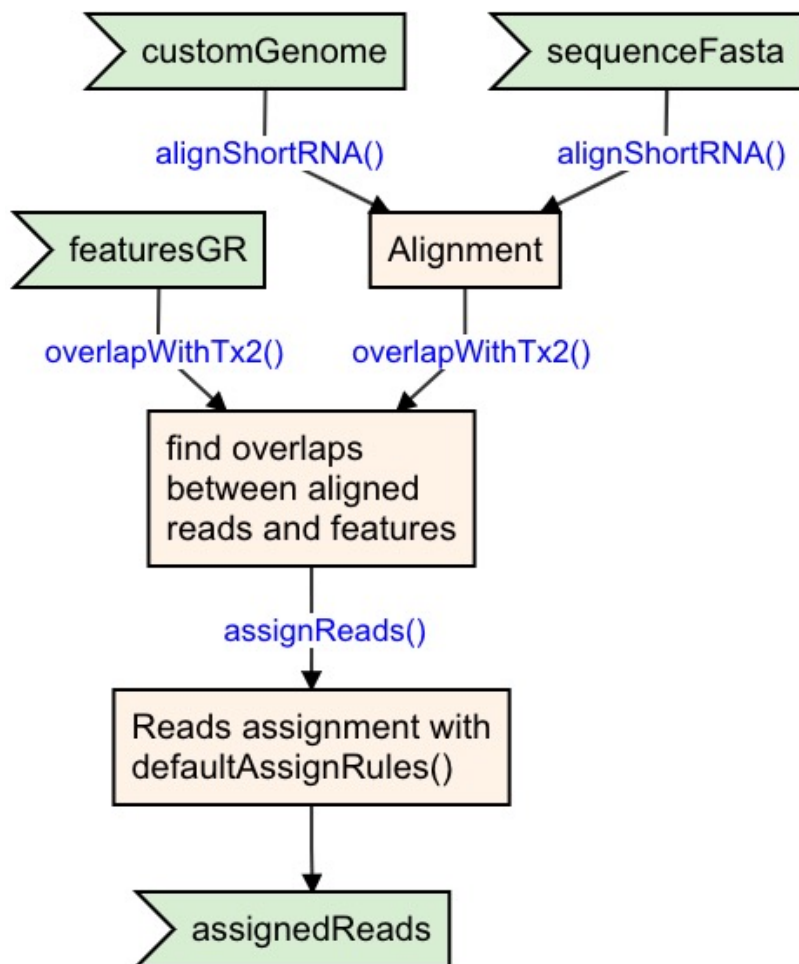 customGenome
sequenceFasta
alignShortRNA()
alignShortRNA()
featuresGR
Alignment
overlapWithTx2()
overlapWithTx2()
find overlaps
between aligned
reads and features
assignReads()
Reads assignment with
defaultAssignRules()
assignedReads